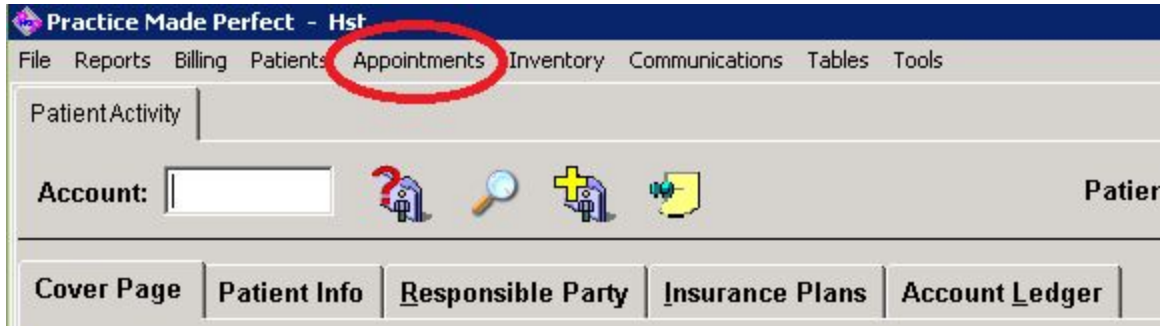 Practice Made Perfect - Hst
File Reports Billing Patients Appointments Inventory Communications Tables Tools
Patient Activity
Account: Patien
Cover Page Patient Info Responsible Party Insurance Plans Account Ledger